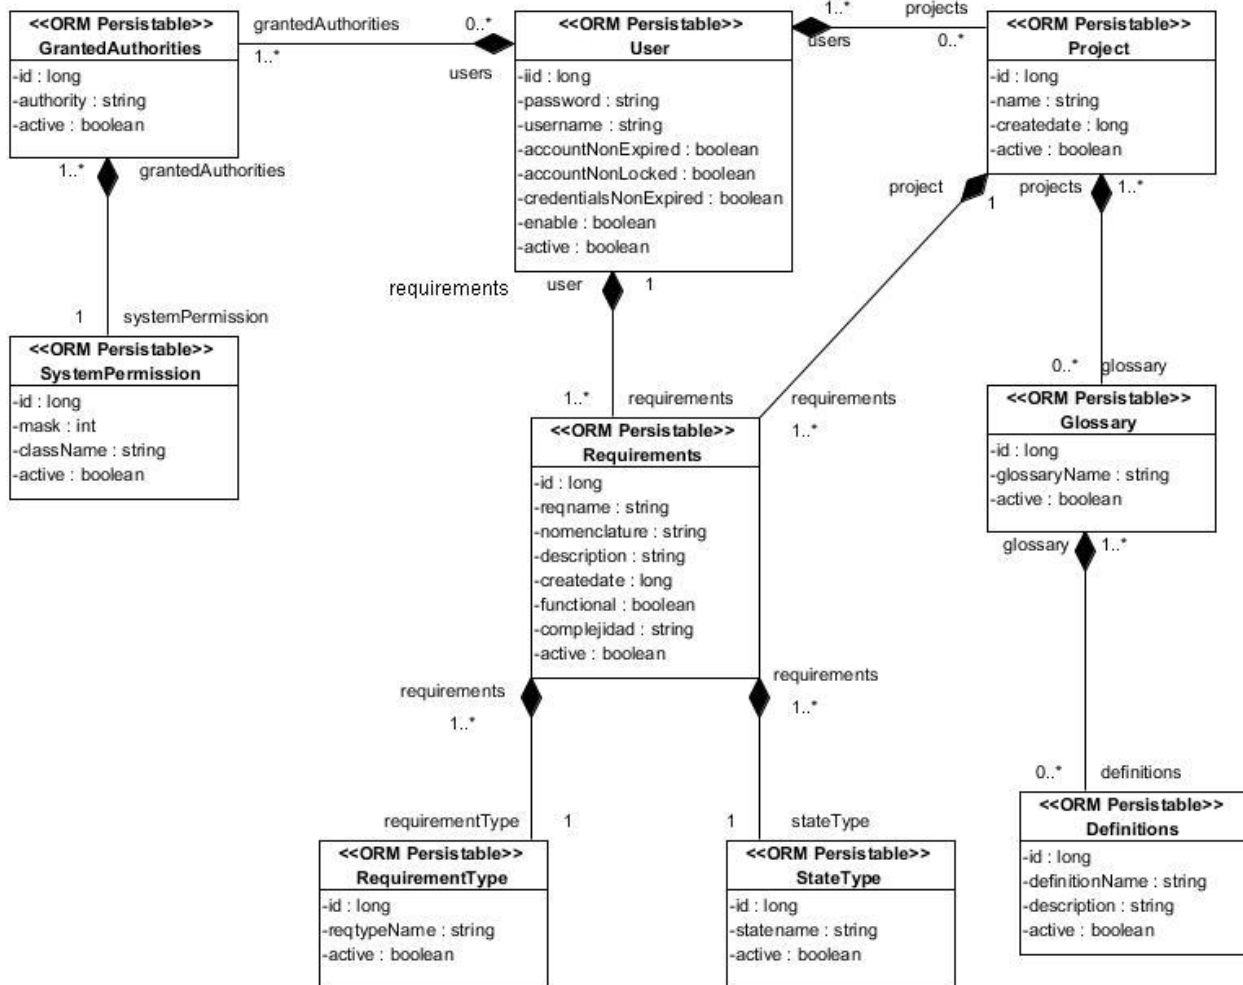 <<ORM Persistable>>
GrantedAuthorities
-id : long
-authority : string
-active : boolean
grantedAuthorities
1..*
0..*
users
<<ORM Persistable>>
User
-iid : long
-password : string
-username : string
-accountNonExpired : boolean
-accountNonLocked : boolean
-credentialsNonExpired : boolean
-enable : boolean
-active : boolean
1..*
users
projects
0..*
<<ORM Persistable>>
Project
-id : long
-name : string
-createdate : long
-active : boolean
1..*
grantedAuthorities
1
systemPermission
<<ORM Persistable>>
SystemPermission
-id : long
-mask : int
-className : string
-active : boolean
requirements
user
1
1..*
requirements
project
1
requirements
1..*
projects
1..*
0..*
glossary
<<ORM Persistable>>
Requirements
-id : long
-reqname : string
-nomenclature : string
-description : string
-createdate : long
-functional : boolean
-complejidad : string
-active : boolean
<<ORM Persistable>>
Glossary
-id : long
-glossaryName : string
-active : boolean
glossary
1..*
0..*
definitions
requirements
1..*
requirementType
1
requirements
1..*
1
stateType
<<ORM Persistable>>
RequirementType
-id : long
-reqtypeName : string
-active : boolean
<<ORM Persistable>>
StateType
-id : long
-statename : string
-active : boolean
<<ORM Persistable>>
Definitions
-id : long
-definitionName : string
-description : string
-active : boolean